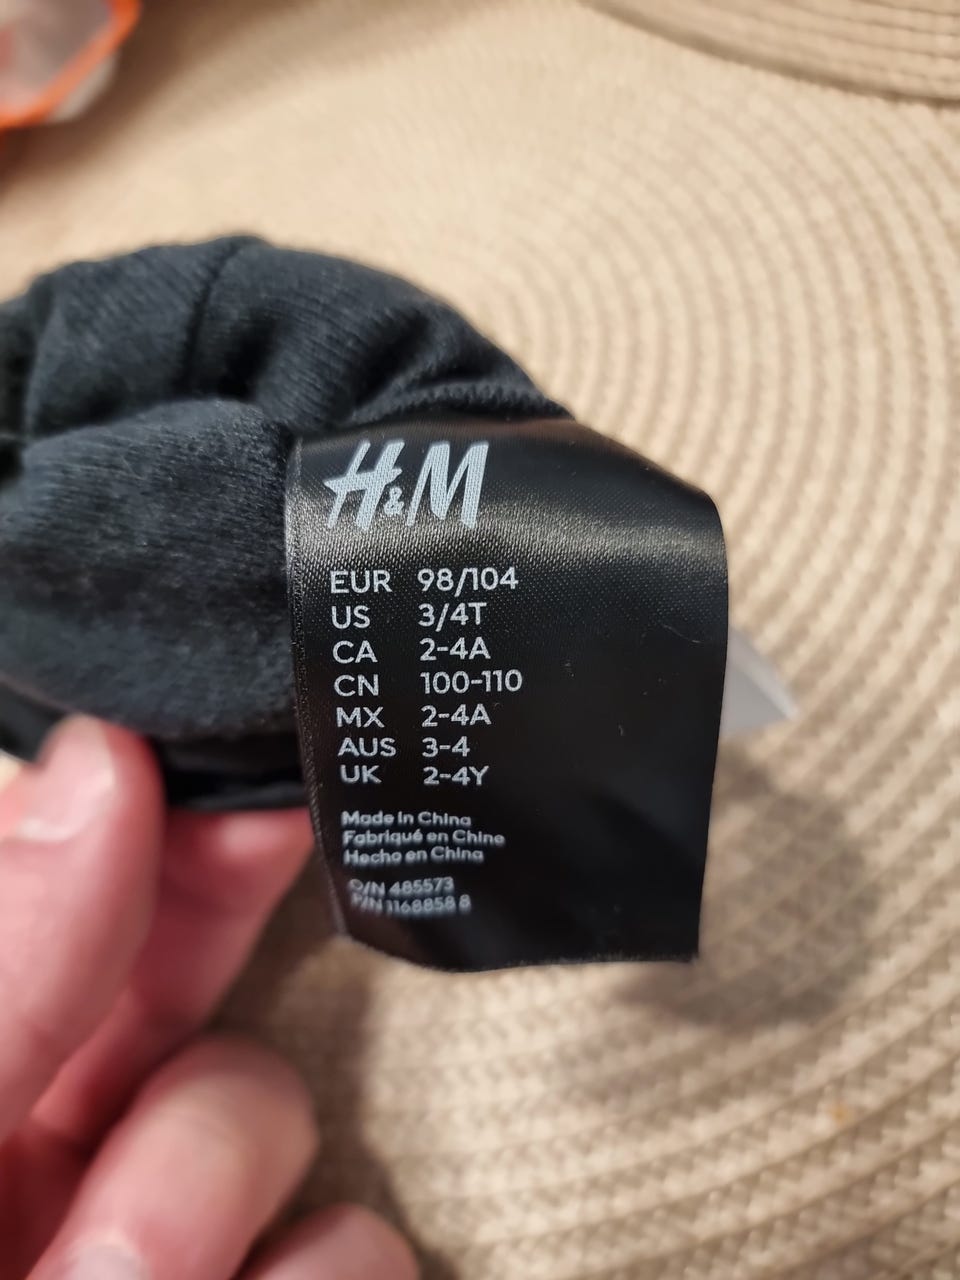 H&M
EUR 98/104
US 3/4T
CA 2-4A
CN 100-110
MX 2-4A
AUS 3-4
UK 2-4Y
Made in China
Fabriqué en Chine
Hecho en China
O/N 485573
P/N 1168858 8